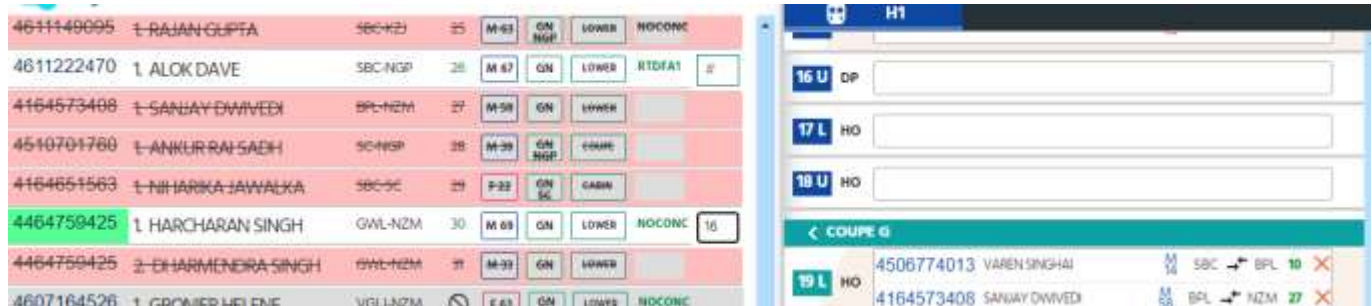 4611149095 1. RAJAN GUPTA SBC-KZJ 25 M-63 GN NGP LOWER NOCONC
4611222470 1. ALOK DAVE SBC-NGP 26 M 67 GN LOWER RTDFA1 #
4164573408 1. SANJAY DWIVEDI BPL-NZM 27 M-58 GN LOWER
4510701760 1. ANKUR RAI SADH SC-NGP 28 M-39 GN NGP COUPE
4164651563 1. NIHARIKA JAWALKA SBC-SC 29 F-22 GN SC CABIN
4464759425 1. HARCHARAN SINGH GWL-NZM 30 M 69 GN LOWER NOCONC 16
4464759425 2. DHARMENDRA SINGH GWL-NZM 31 M-33 GN LOWER
4607164526 1. GRONIER HELENE VGLJ-NZM F 61 GN LOWER NOCONC
H1
16 U DP
17 L HO
18 U HO
< COUPE G
19 L HO
4506774013 VAREN SINGHAI M SBC BPL 10 X
4164573408 SANJAY DWIVEDI M 58 BPL NZM 27 X